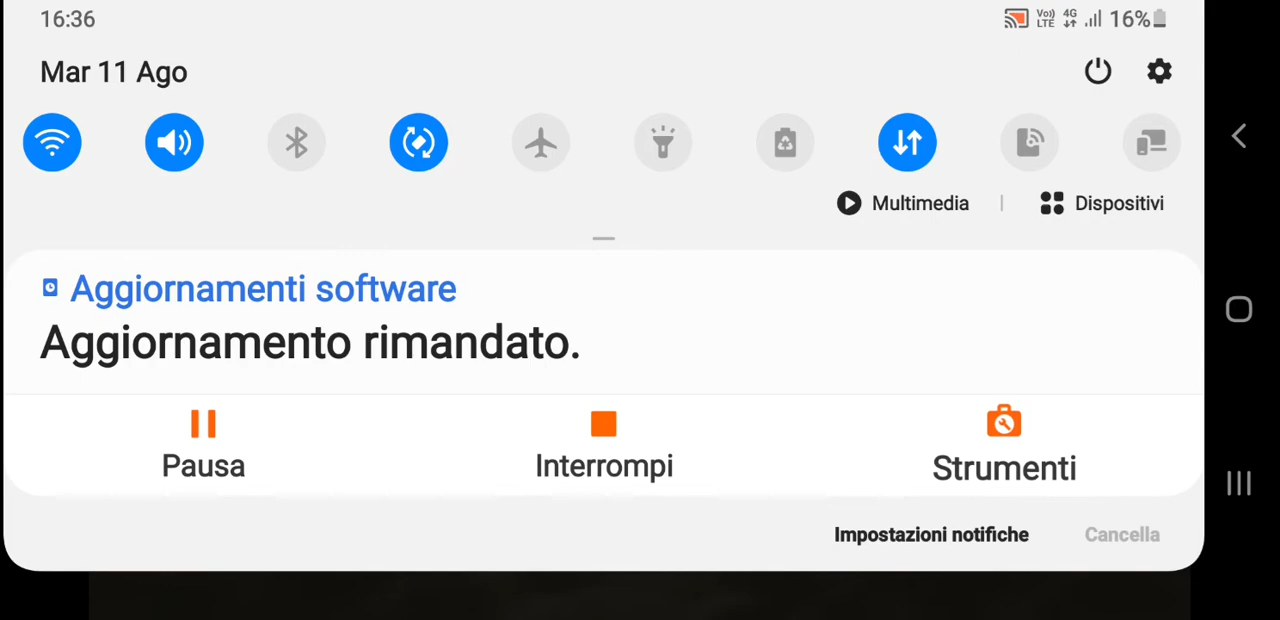 16:36
Vo)) LTE 4G 16%
Mar 11 Ago
Multimedia | Dispositivi
Aggiornamenti software
Aggiornamento rimandato.
Pausa Interrompi Strumenti
Impostazioni notifiche Cancella